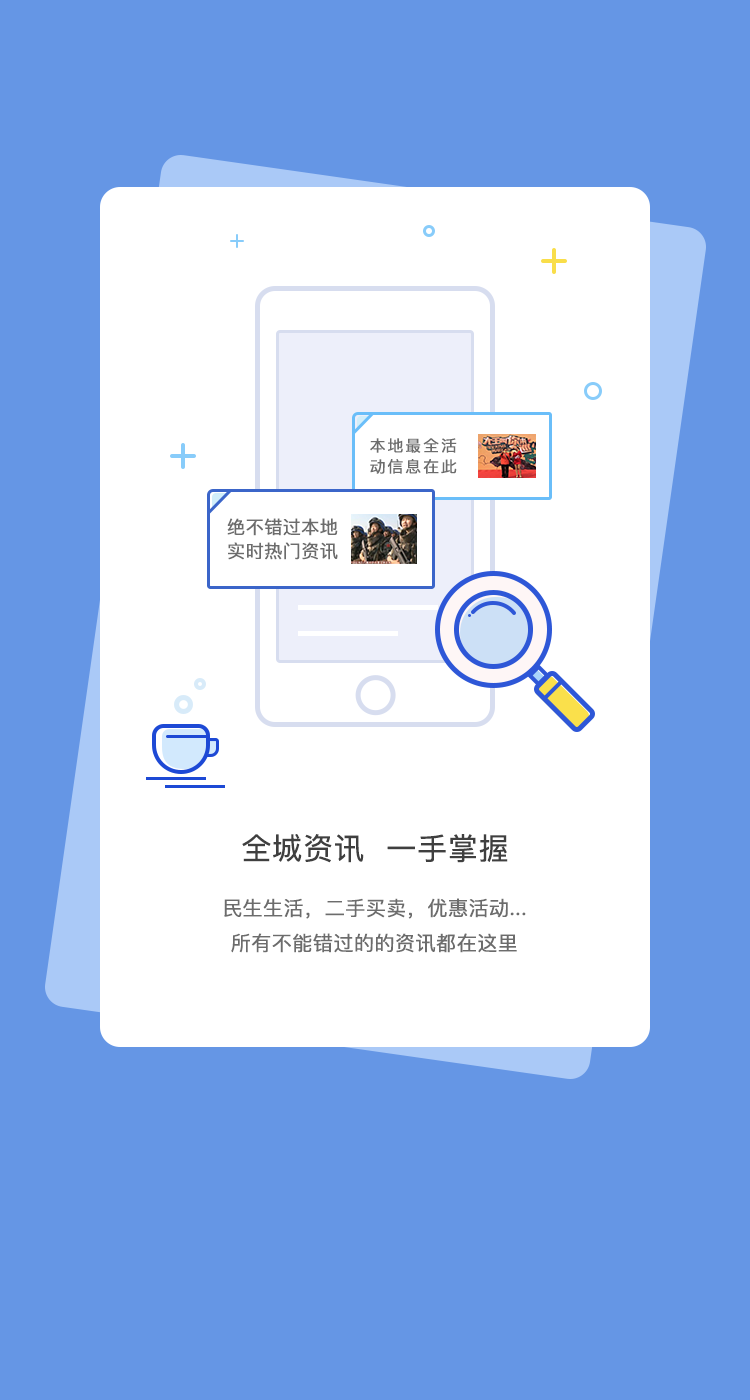 本地最全活
动信息在此
绝不错过本地
实时热门资讯
全城资讯 一手掌握
民生生活，二手买卖，优惠活动...
所有不能错过的的资讯都在这里